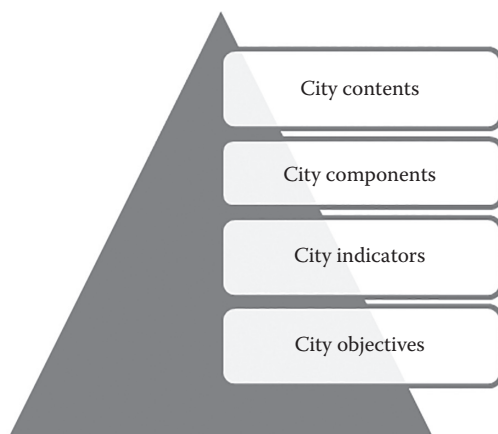 City contents
City components
City indicators
City objectives